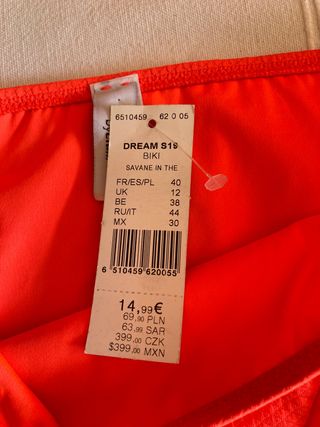 6510459 62 0 05
DREAM S19
BIKI
SAVANE IN THE
FR/ES/PL 40
UK 12
BE 38
RU/IT 44
MX 30
6 510459 620055
14,99€
69,90 PLN
63,99 SAR
399,00 CZK
$399,00 MXN